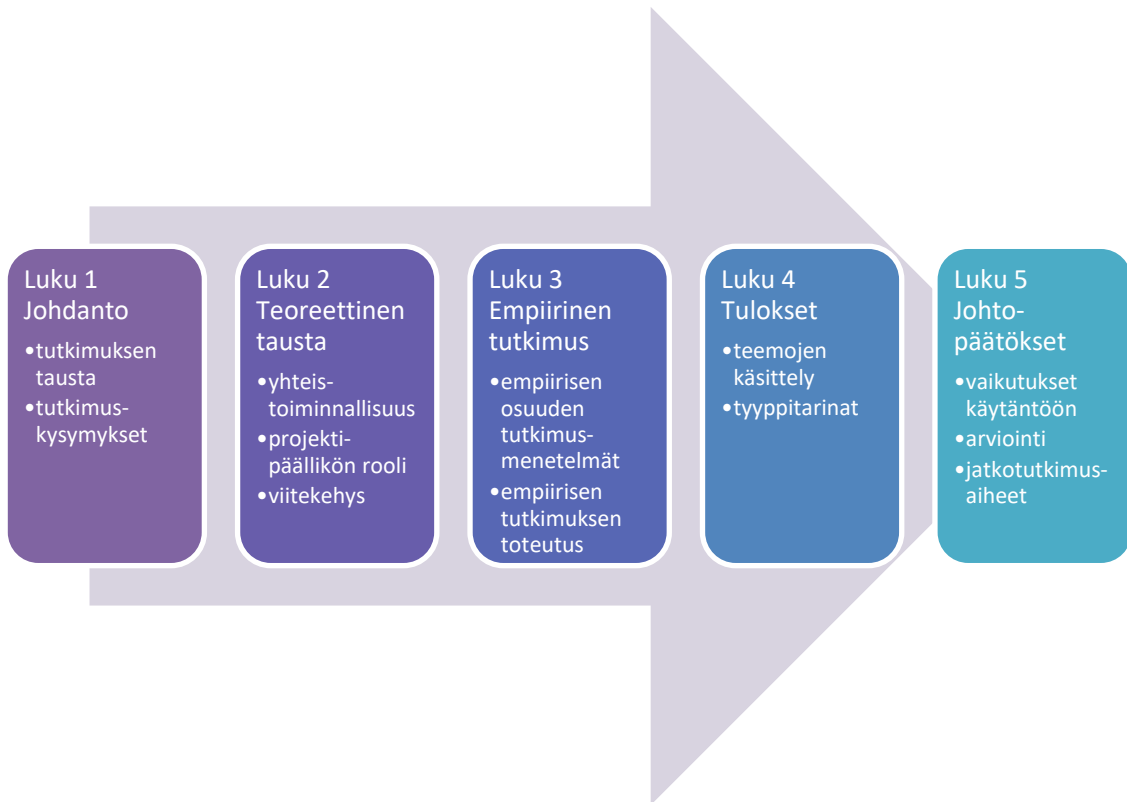 Luku 1
Johdanto
•tutkimuksen
tausta
•tutkimus-
kysymykset
Luku 2
Teoreettinen
tausta
•yhteis-
toiminnallisuus
•projekti-
päällikön rooli
•viitekehys
Luku 3
Empiirinen
tutkimus
•empiirisen
osuuden
tutkimus-
menetelmät
•empiirisen
tutkimuksen
toteutus
Luku 4
Tulokset
•teemojen
käsittely
•tyyppitarinat
Luku 5
Johto-
päätökset
•vaikutukset
käytäntöön
•arviointi
•jatkotutkimus-
aiheet